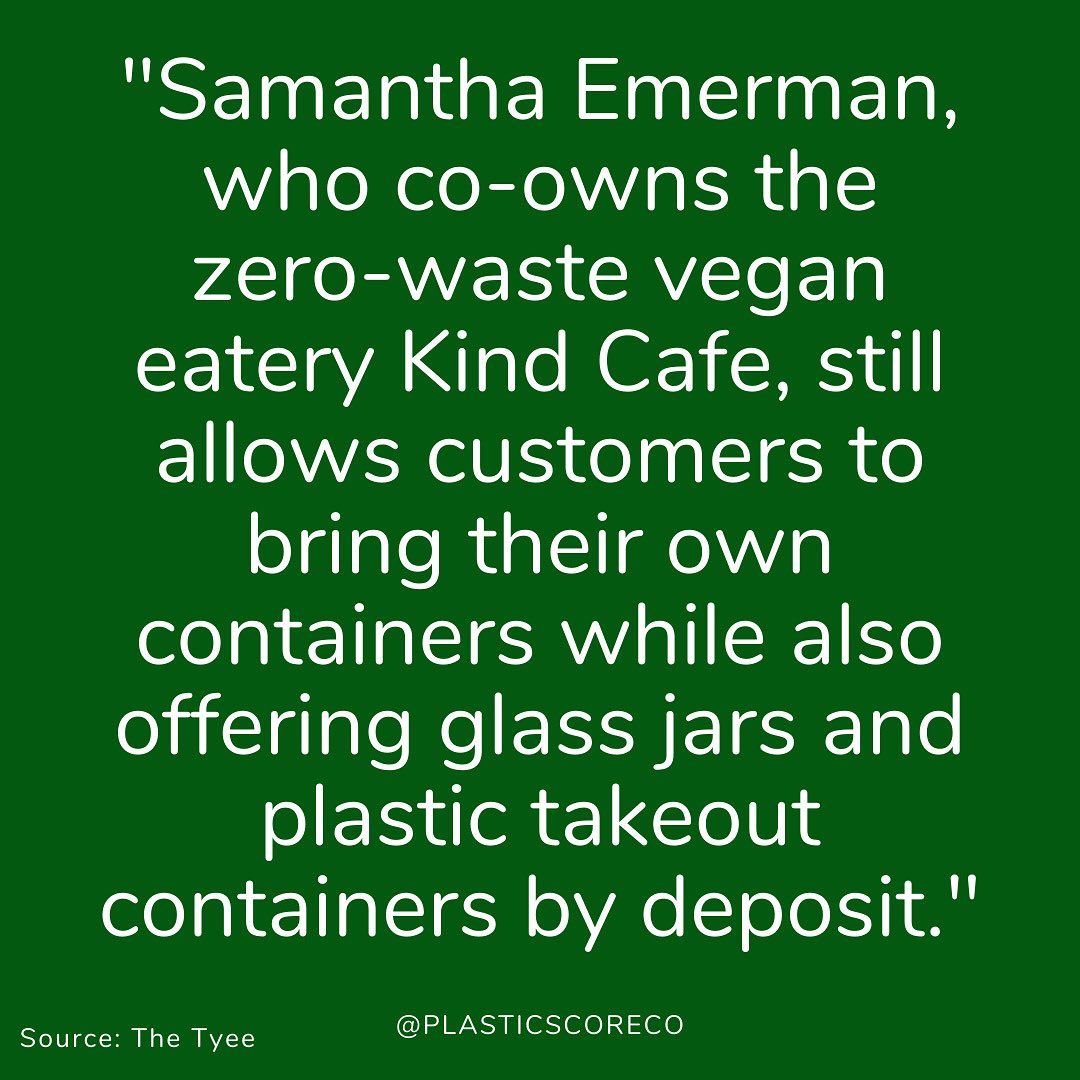 "Samantha Emerman,
who co-owns the
zero-waste vegan
eatery Kind Cafe, still
allows customers to
bring their own
containers while also
offering glass jars and
plastic takeout
containers by deposit."
@PLASTICSCORECO
Source: The Tyee